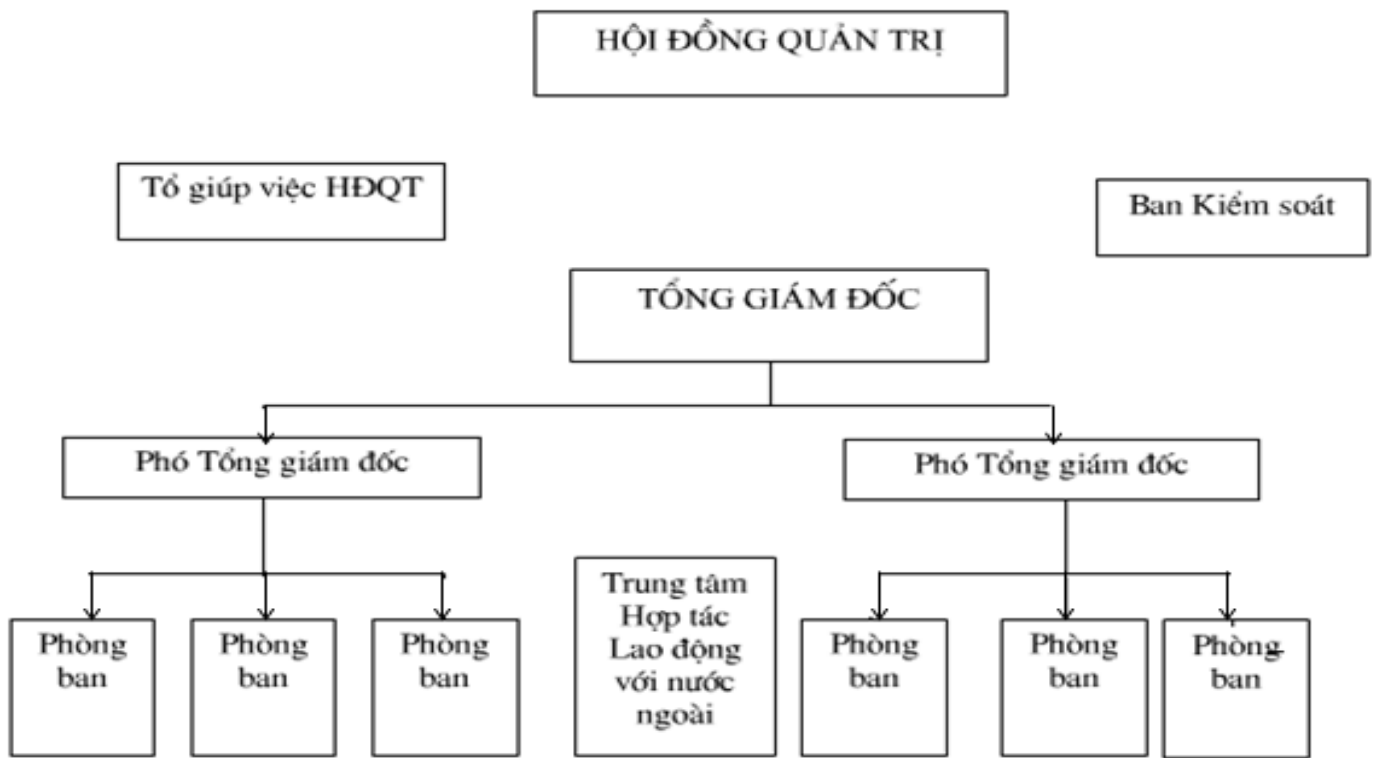 HỘI ĐỒNG QUẢN TRỊ
Tổ giúp việc HĐQT
Ban Kiểm soát
TỔNG GIÁM ĐỐC
Phó Tổng giám đốc
Phó Tổng giám đốc
Phòng
ban
Phòng
ban
Phòng
ban
Trung tâm
Hợp tác
Lao động
với nước
ngoài
Phòng
ban
Phòng
ban
Phòng
ban